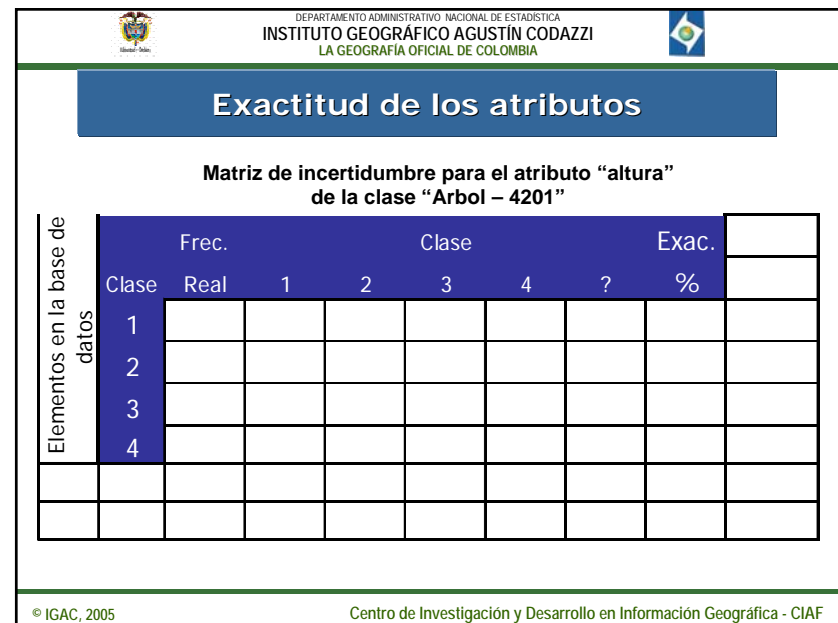 DEPARTAMENTO ADMINISTRATIVO NACIONAL DE ESTADÍSTICA
INSTITUTO GEOGRÁFICO AGUSTÍN CODAZZI
LA GEOGRAFÍA OFICIAL DE COLOMBIA
Exactitud de los atributos
Matriz de incertidumbre para el atributo “altura”
de la clase “Arbol – 4201”
Elementos en la base de
datos
Frec. Clase Exac.
Clase Real 1 2 3 4 ? %
1
2
3
4
© IGAC, 2005 Centro de Investigación y Desarrollo en Información Geográfica - CIAF